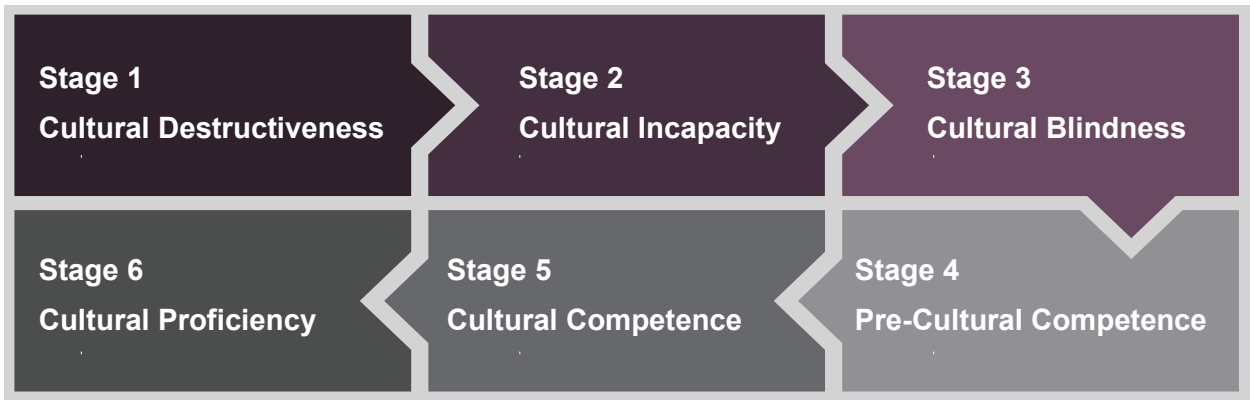 Stage 1
Cultural Destructiveness
Stage 2
Cultural Incapacity
Stage 3
Cultural Blindness
Stage 4
Pre-Cultural Competence
Stage 5
Cultural Competence
Stage 6
Cultural Proficiency